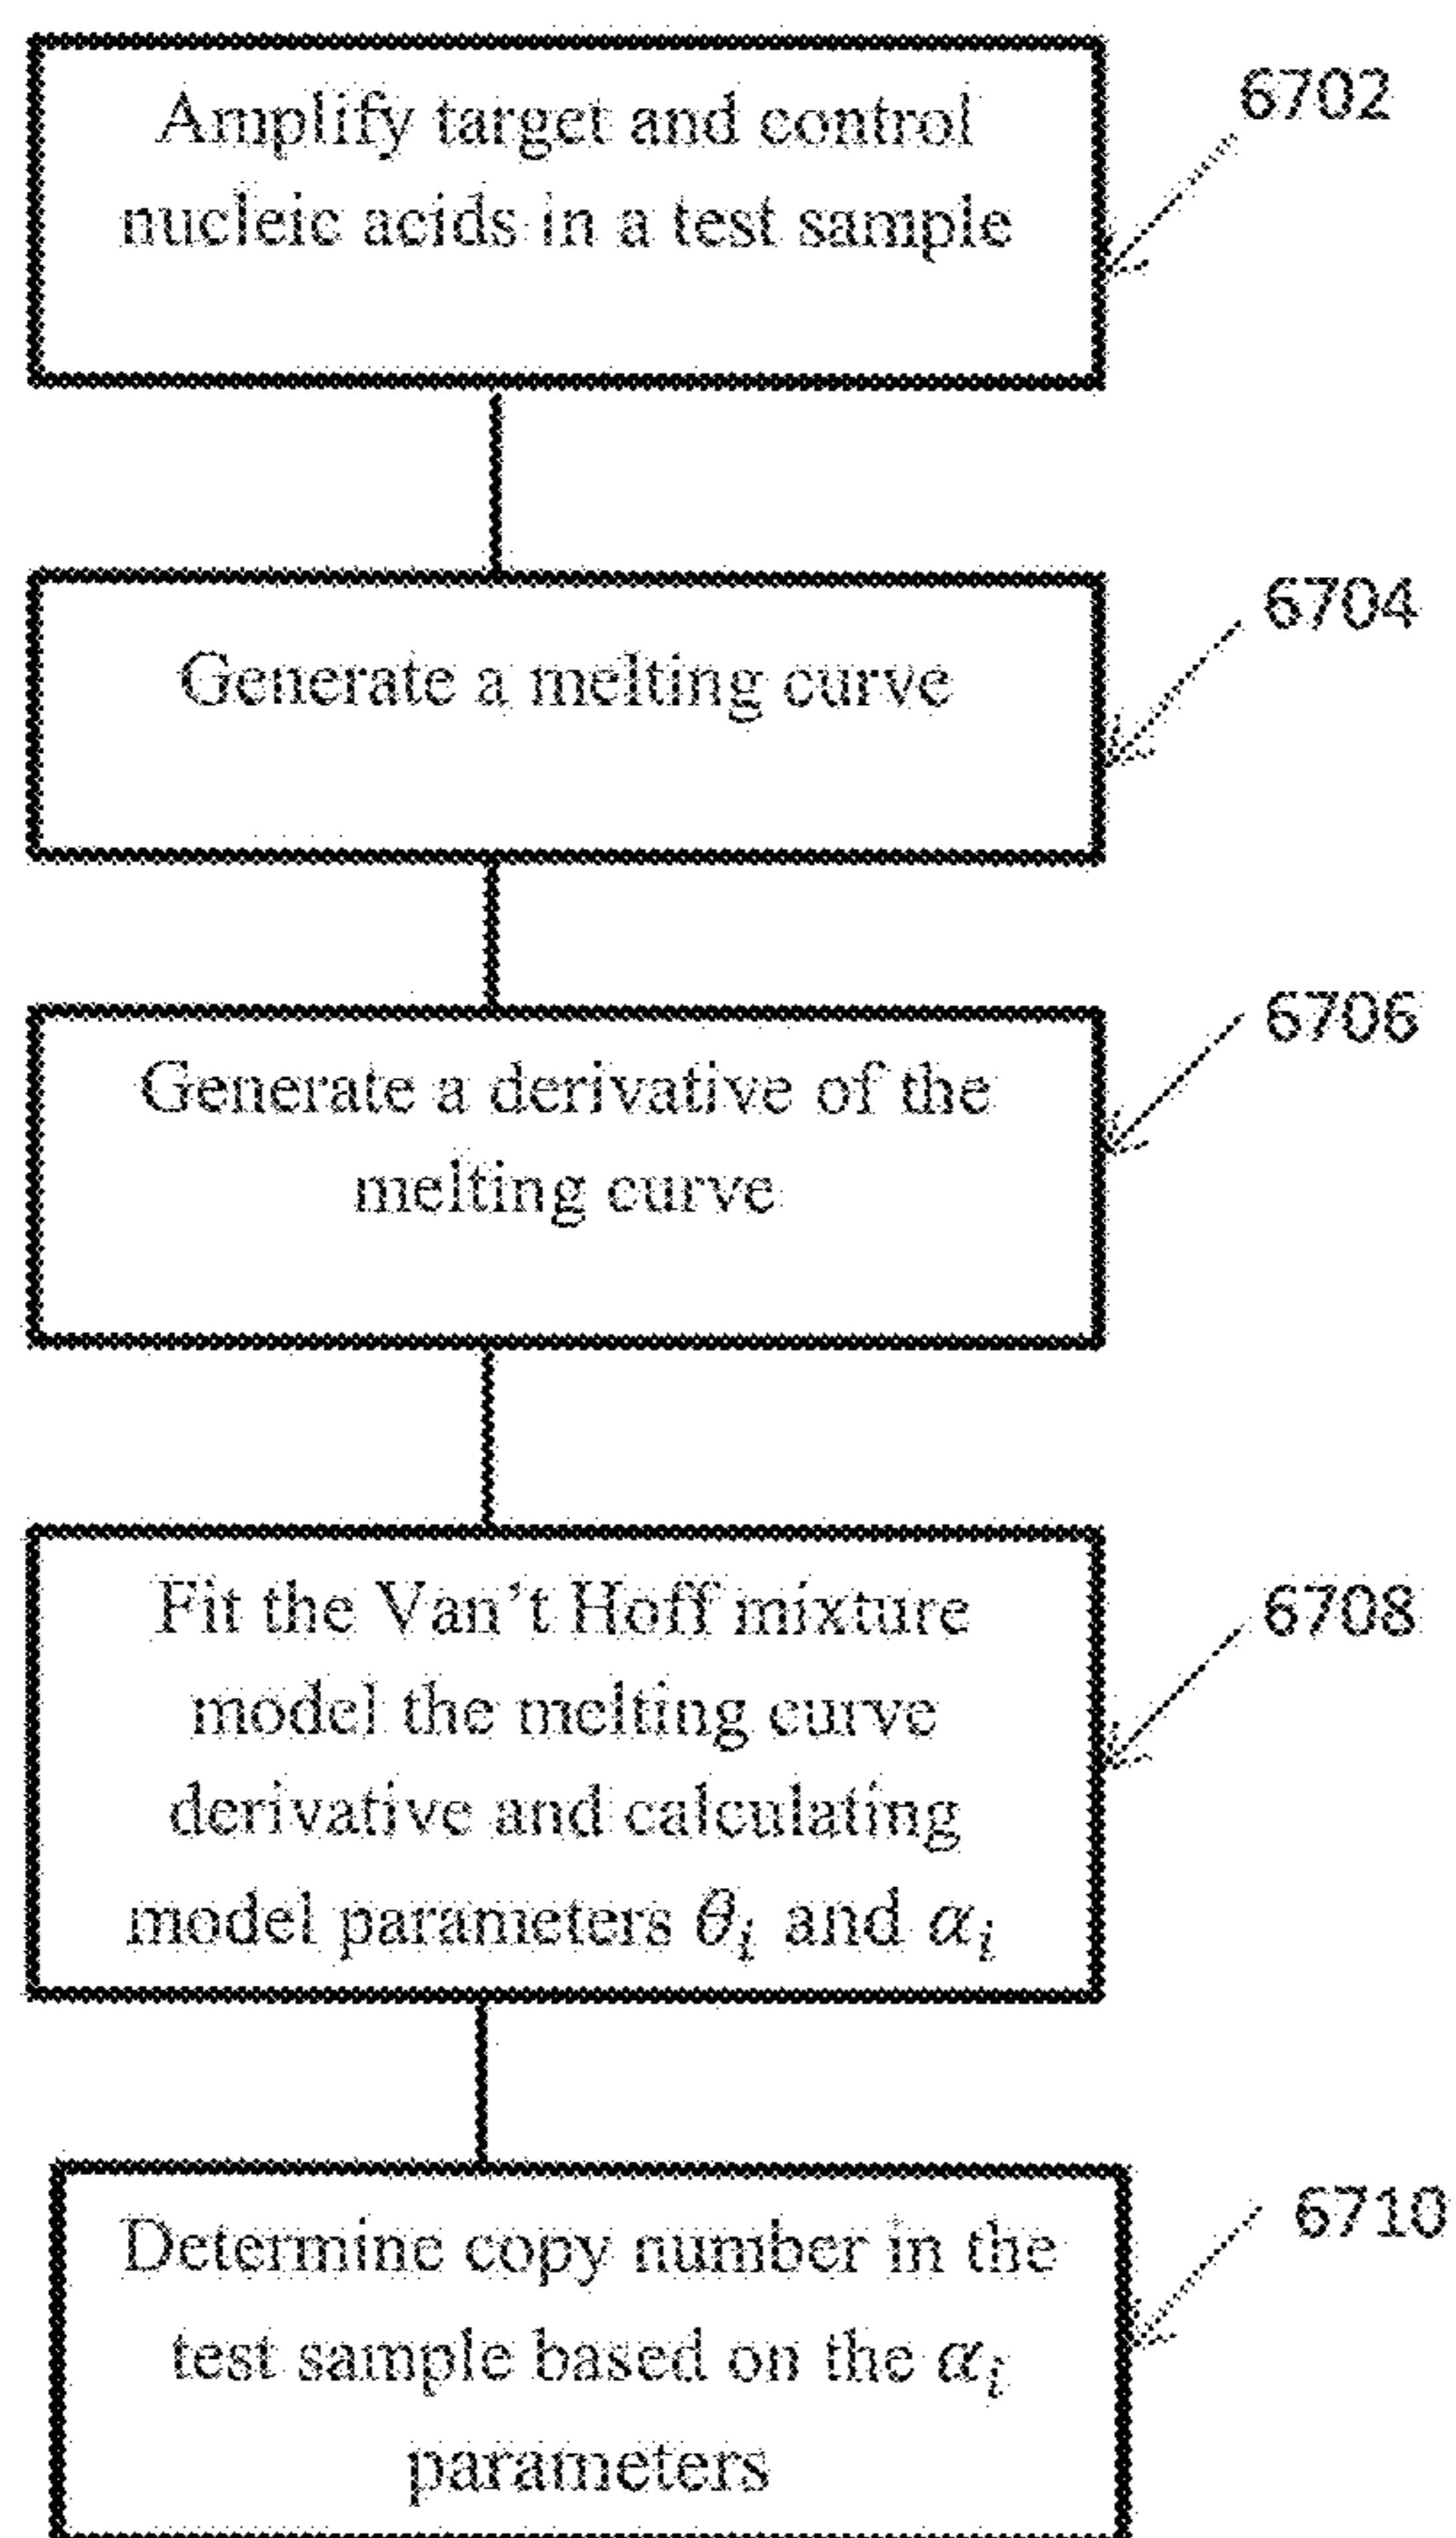 Amplify target and control
6702
nucleic acids in a test sample
Generate a melting curve
6704
Generate a derivative of the
6706
melting curve
Fit the Van't Hoff mixture
6708
model the melting curve
derivative and calculating
model parameters θᵢ and αᵢ
Determine copy number in the
6710
test sample based on the αᵢ
parameters